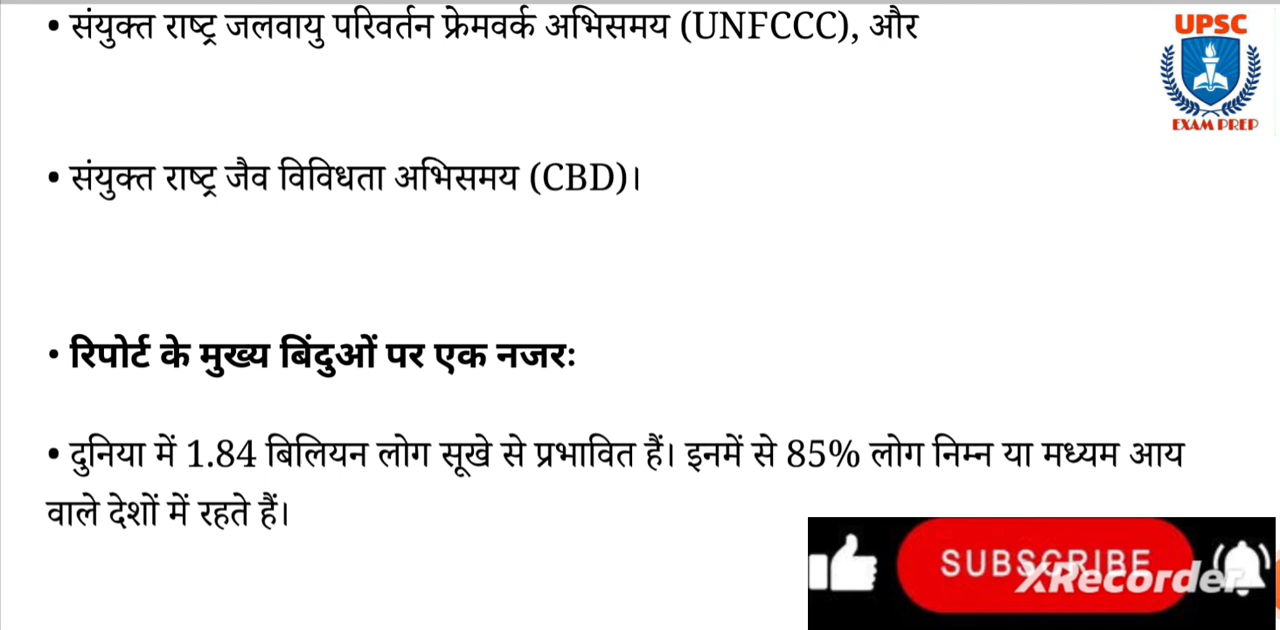 • संयुक्त राष्ट्र जलवायु परिवर्तन फ्रेमवर्क अभिसमय (UNFCCC), और
UPSC
EXAM PREP
• संयुक्त राष्ट्र जैव विविधता अभिसमय (CBD)।
• रिपोर्ट के मुख्य बिंदुओं पर एक नजरः
• दुनिया में 1.84 बिलियन लोग सूखे से प्रभावित हैं। इनमें से 85% लोग निम्न या मध्यम आय
वाले देशों में रहते हैं।
SUBSCRIBE
XRecorder